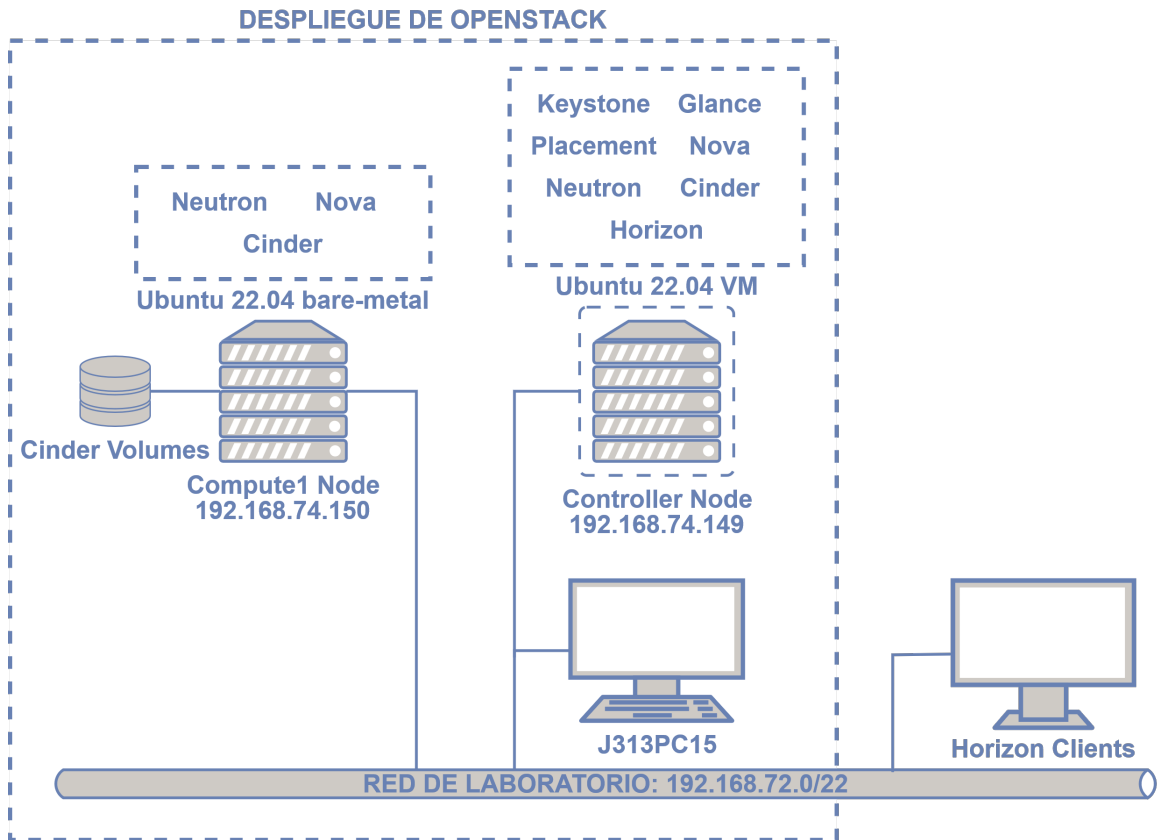 DESPLIEGUE DE OPENSTACK
Keystone Glance
Placement Nova
Neutron Cinder
Horizon
Ubuntu 22.04 VM
Neutron Nova
Cinder
Ubuntu 22.04 bare-metal
Cinder Volumes
Compute1 Node
192.168.74.150
Controller Node
192.168.74.149
J313PC15
Horizon Clients
RED DE LABORATORIO: 192.168.72.0/22